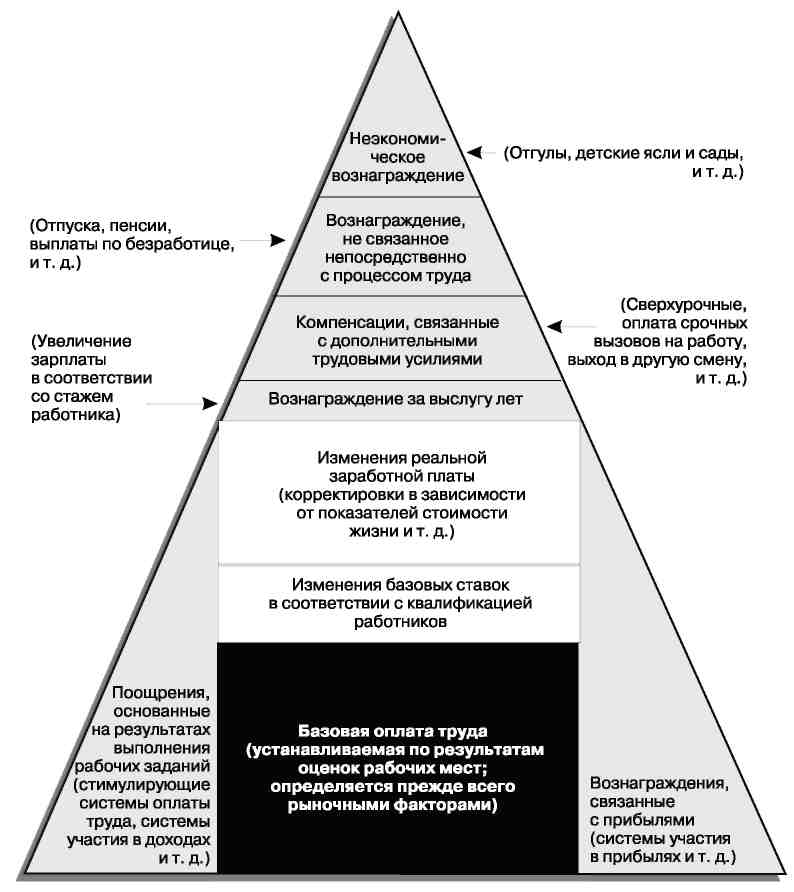 Неэкономи-
ческое
вознаграждение
(Отгулы, детские ясли и сады,
и т. д.)
(Отпуска, пенсии,
выплаты по безработице,
и т. д.)
Вознаграждение,
не связанное
непосредственно
с процессом труда
Компенсации, связанные
с дополнительными
трудовыми усилиями
(Сверхурочные,
оплата срочных
вызовов на работу,
выход в другую смену,
и т. д.)
(Увеличение
зарплаты
в соответствии
со стажем
работника)
Вознаграждение за выслугу лет
Изменения реальной
заработной платы
(корректировки в зависимости
от показателей стоимости
жизни и т. д.)
Изменения базовых ставок
в соответствии с квалификацией
работников
Поощрения,
основанные
на результатах
выполнения
рабочих заданий
(стимулирующие
системы оплаты
труда, системы
участия в доходах
и т. д.)
Базовая оплата труда
(устанавливаемая по результатам
оценок рабочих мест;
определяется прежде всего
рыночными факторами)
Вознаграждения,
связанные
с прибылями
(системы участия
в прибылях и т. д.)